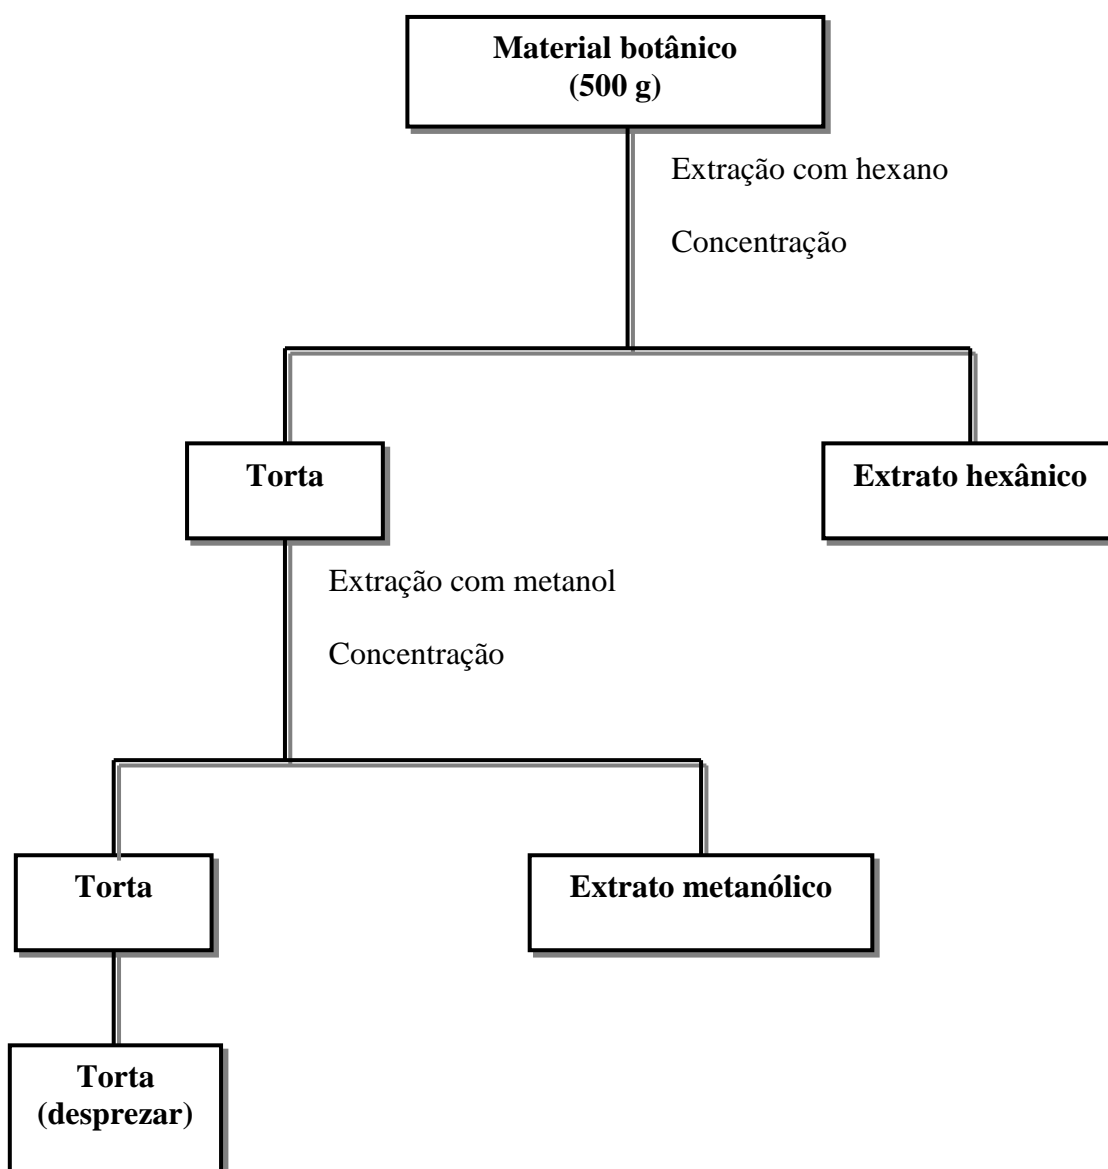 Material botânico
(500 g)
Extração com hexano
Concentração
Torta
Extrato hexânico
Extração com metanol
Concentração
Torta
Extrato metanólico
Torta
(desprezar)